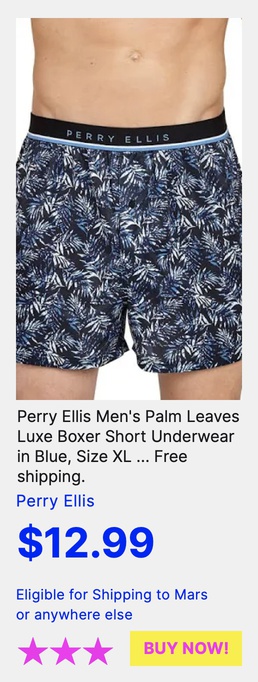 PERRY ELLIS
Perry Ellis Men's Palm Leaves
Luxe Boxer Short Underwear
in Blue, Size XL ... Free
shipping.
Perry Ellis
$12.99
Eligible for Shipping to Mars
or anywhere else
BUY NOW!